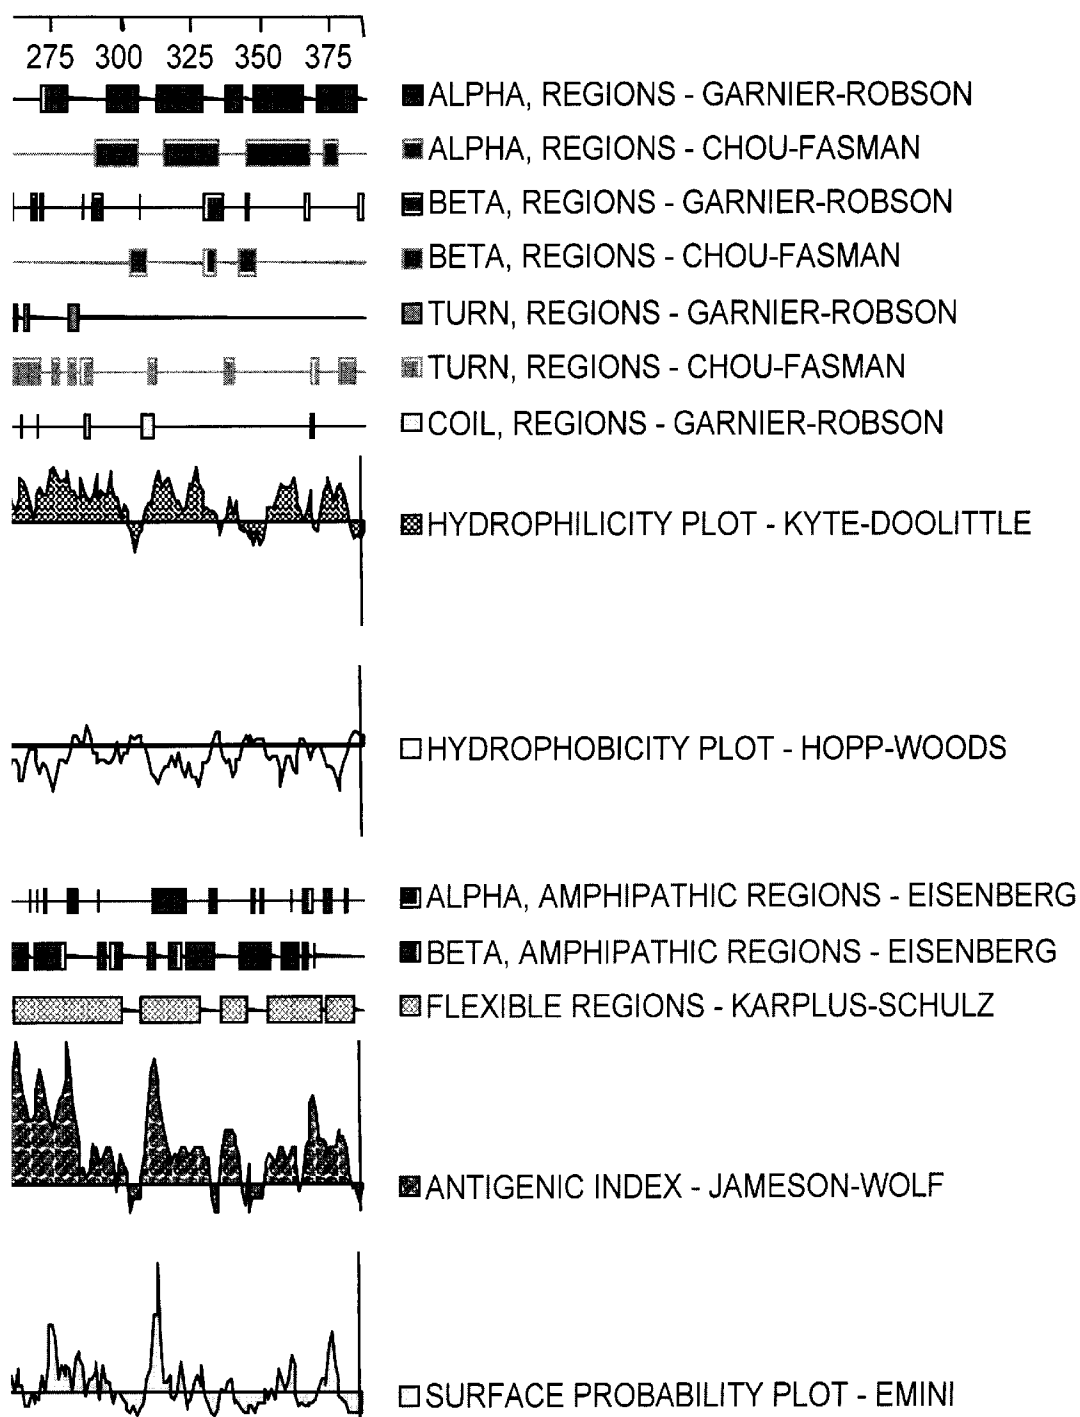 275 300 325 350 375
ALPHA, REGIONS - GARNIER-ROBSON
ALPHA, REGIONS - CHOU-FASMAN
BETA, REGIONS - GARNIER-ROBSON
BETA, REGIONS - CHOU-FASMAN
TURN, REGIONS - GARNIER-ROBSON
TURN, REGIONS - CHOU-FASMAN
COIL, REGIONS - GARNIER-ROBSON
HYDROPHILICITY PLOT - KYTE-DOOLITTLE
HYDROPHOBICITY PLOT - HOPP-WOODS
ALPHA, AMPHIPATHIC REGIONS - EISENBERG
BETA, AMPHIPATHIC REGIONS - EISENBERG
FLEXIBLE REGIONS - KARPLUS-SCHULZ
ANTIGENIC INDEX - JAMESON-WOLF
SURFACE PROBABILITY PLOT - EMINI